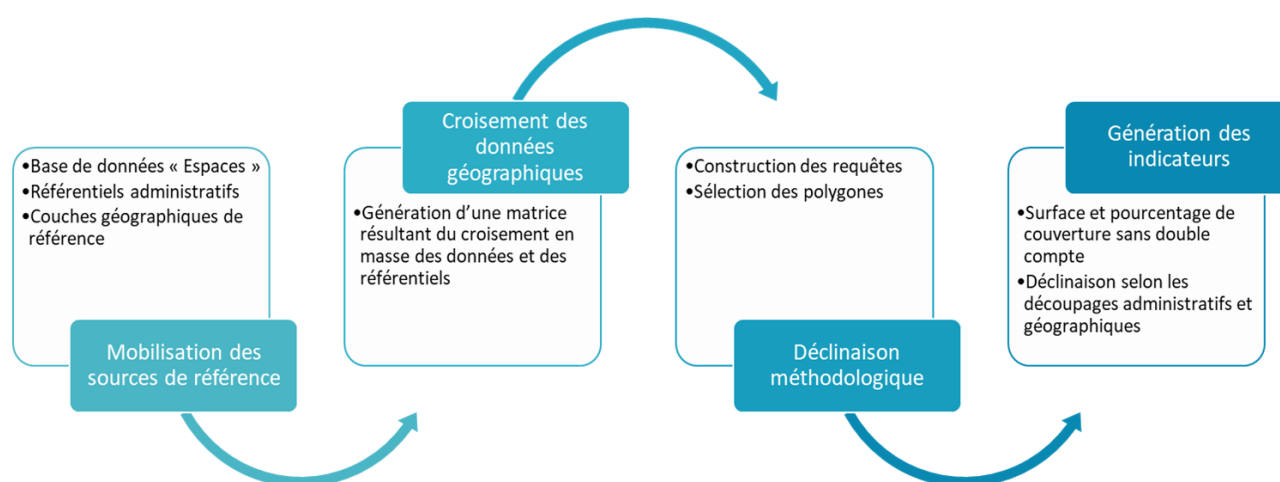 •Base de données « Espaces »
•Référentiels administratifs
•Couches géographiques de
référence
Mobilisation des
sources de référence
Croisement des
données
géographiques
•Génération d’une matrice
résultant du croisement en
masse des données et des
référentiels
•Construction des requêtes
•Sélection des polygones
Déclinaison
méthodologique
Génération des
indicateurs
•Surface et pourcentage de
couverture sans double
compte
•Déclinaison selon les
découpages administratifs et
géographiques